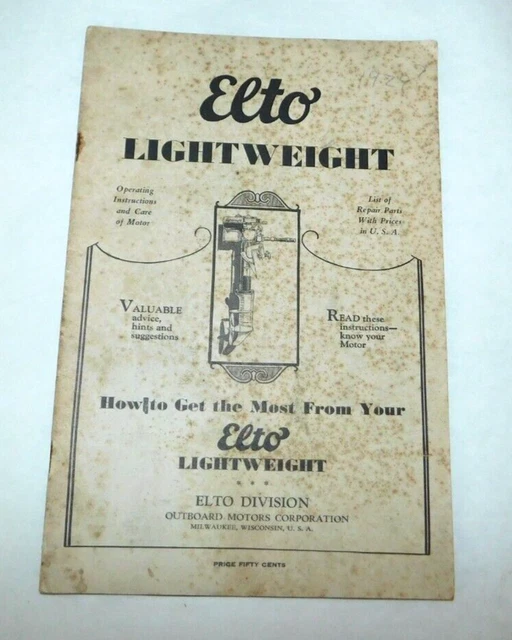 Elto
LIGHTWEIGHT
Operating
Instructions
and Care
of Motor
List of
Repair Parts
With Prices
in U. S. A.
VALUABLE
advice,
hints and
suggestions
READ these
instructions—
know your
Motor
How to Get the Most From Your
Elto
LIGHTWEIGHT
ELTO DIVISION
OUTBOARD MOTORS CORPORATION
MILWAUKEE, WISCONSIN, U. S. A.
PRICE FIFTY CENTS